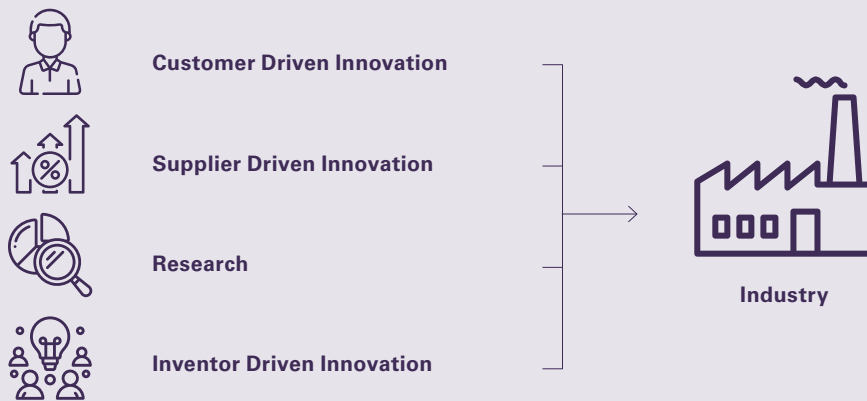 Customer Driven Innovation
Supplier Driven Innovation
%
Research
Inventor Driven Innovation
Industry